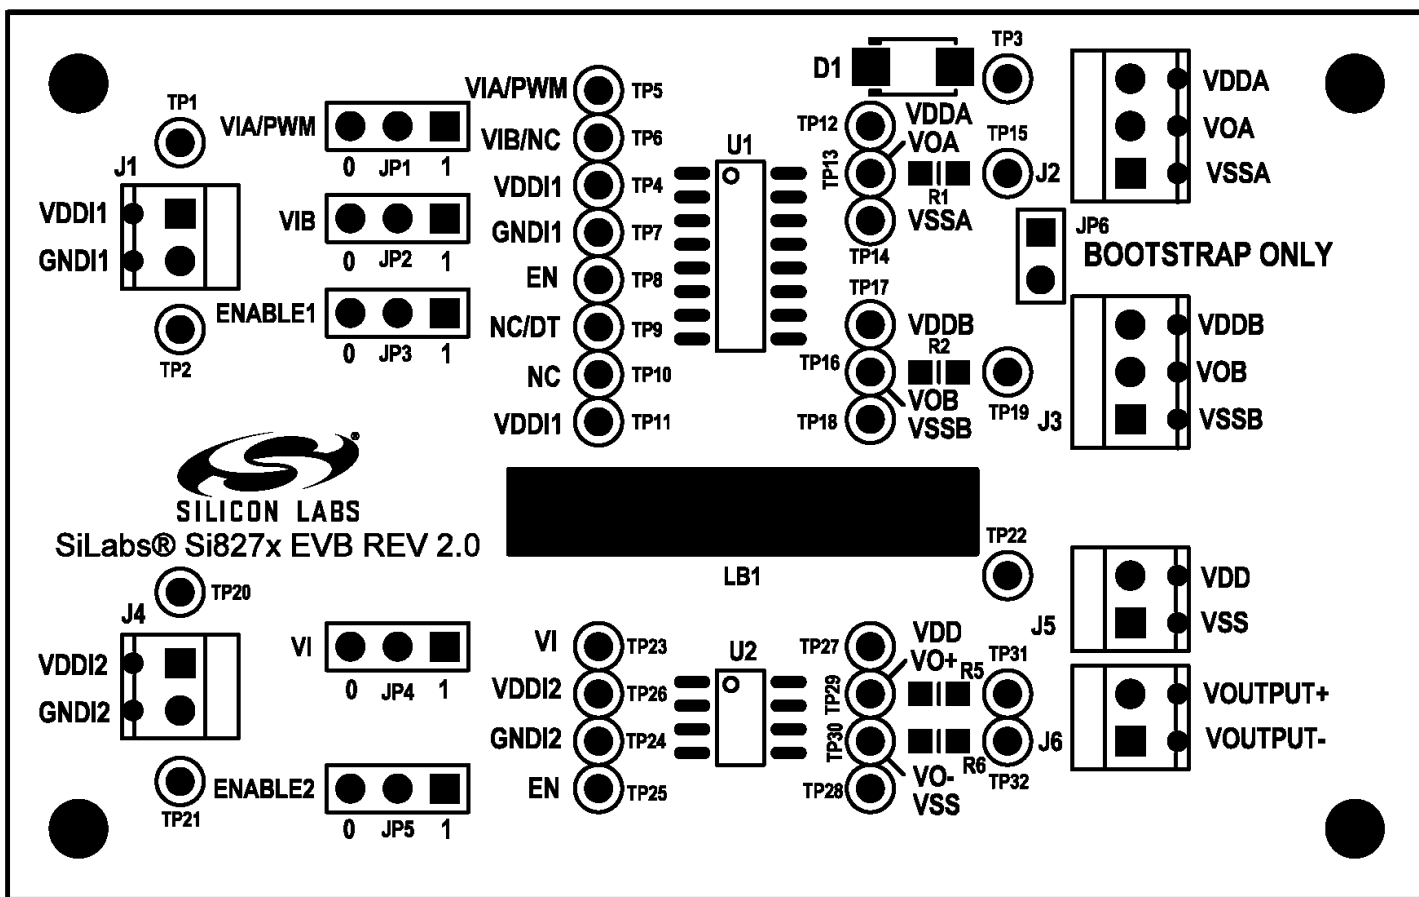 TP3
D1
VDDA
VIA/PWM
TP5
TP1
VIA/PWM
0 JP1 1
TP12
VDDA
VOA
TP15
VOA
VIB/NC
TP6
U1
TP13
J1
J2
VSSA
VDDI1
TP4
R1
VDDI1
VIB
0 JP2 1
GNDI1
TP7
VSSA
TP14
JP6
BOOTSTRAP ONLY
GNDI1
EN
TP8
TP17
ENABLE1
0 JP3 1
NC/DT
TP9
VDDB
VDDB
TP2
R2
TP16
NC
TP10
VOB
VOB
TP19
VDDI1
TP11
TP18
VSSB
J3
VSSB
®
SILICON LABS
SiLabs® Si827x EVB REV 2.0
LB1
TP22
VDD
TP20
J4
J5
VSS
VI
0 JP4 1
VI
TP23
U2
TP27
VDD
VO+
R5
TP31
VDDI2
VDDI2
TP26
TP29
VOUTPUT+
GNDI2
GNDI2
TP24
TP30
R6
J6
VOUTPUT-
TP32
VO-
ENABLE2
0 JP5 1
EN
TP25
TP28
VSS
TP21